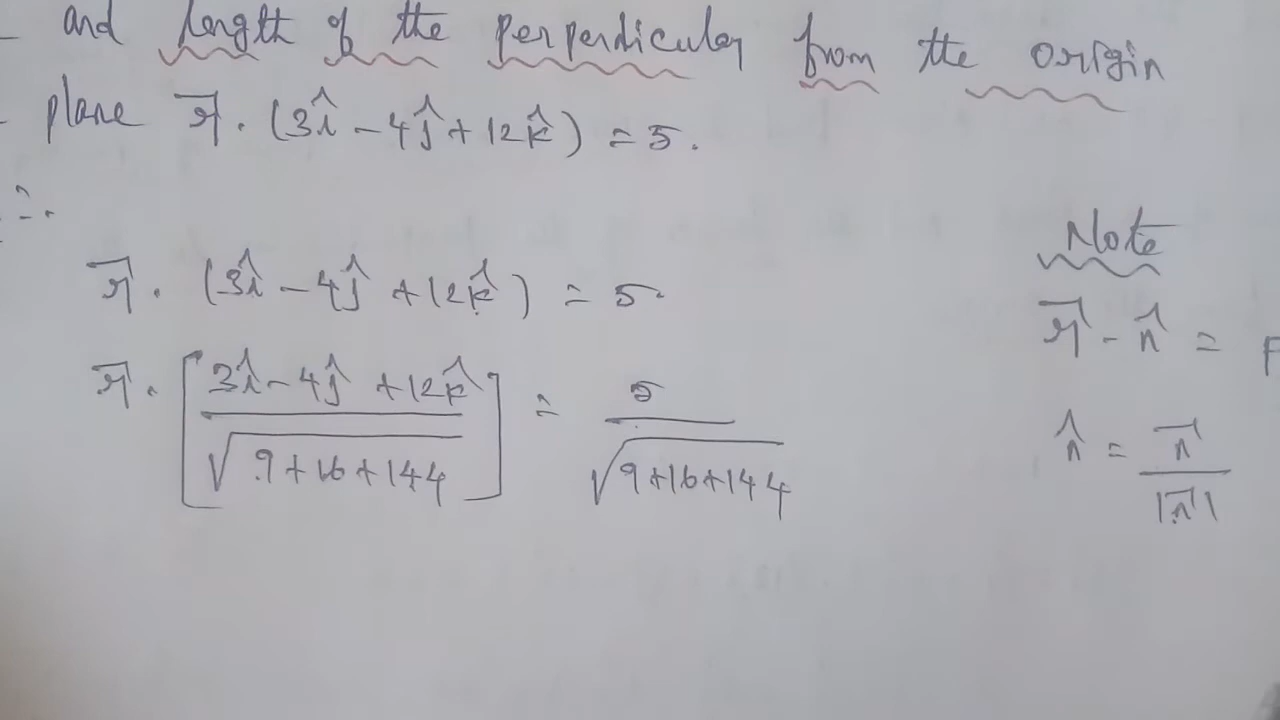 and length of the perpendicular from the origin
plane r⃗ . (3î - 4ĵ + 12k̂) = 5.
∴
r⃗ . (3î - 4ĵ + 12k̂) = 5.
r⃗ . [3î - 4ĵ + 12k̂ / √9+16+144] = 5 / √9+16+144
Note
r⃗ - n̂ =
n̂ = n⃗ / |n⃗|